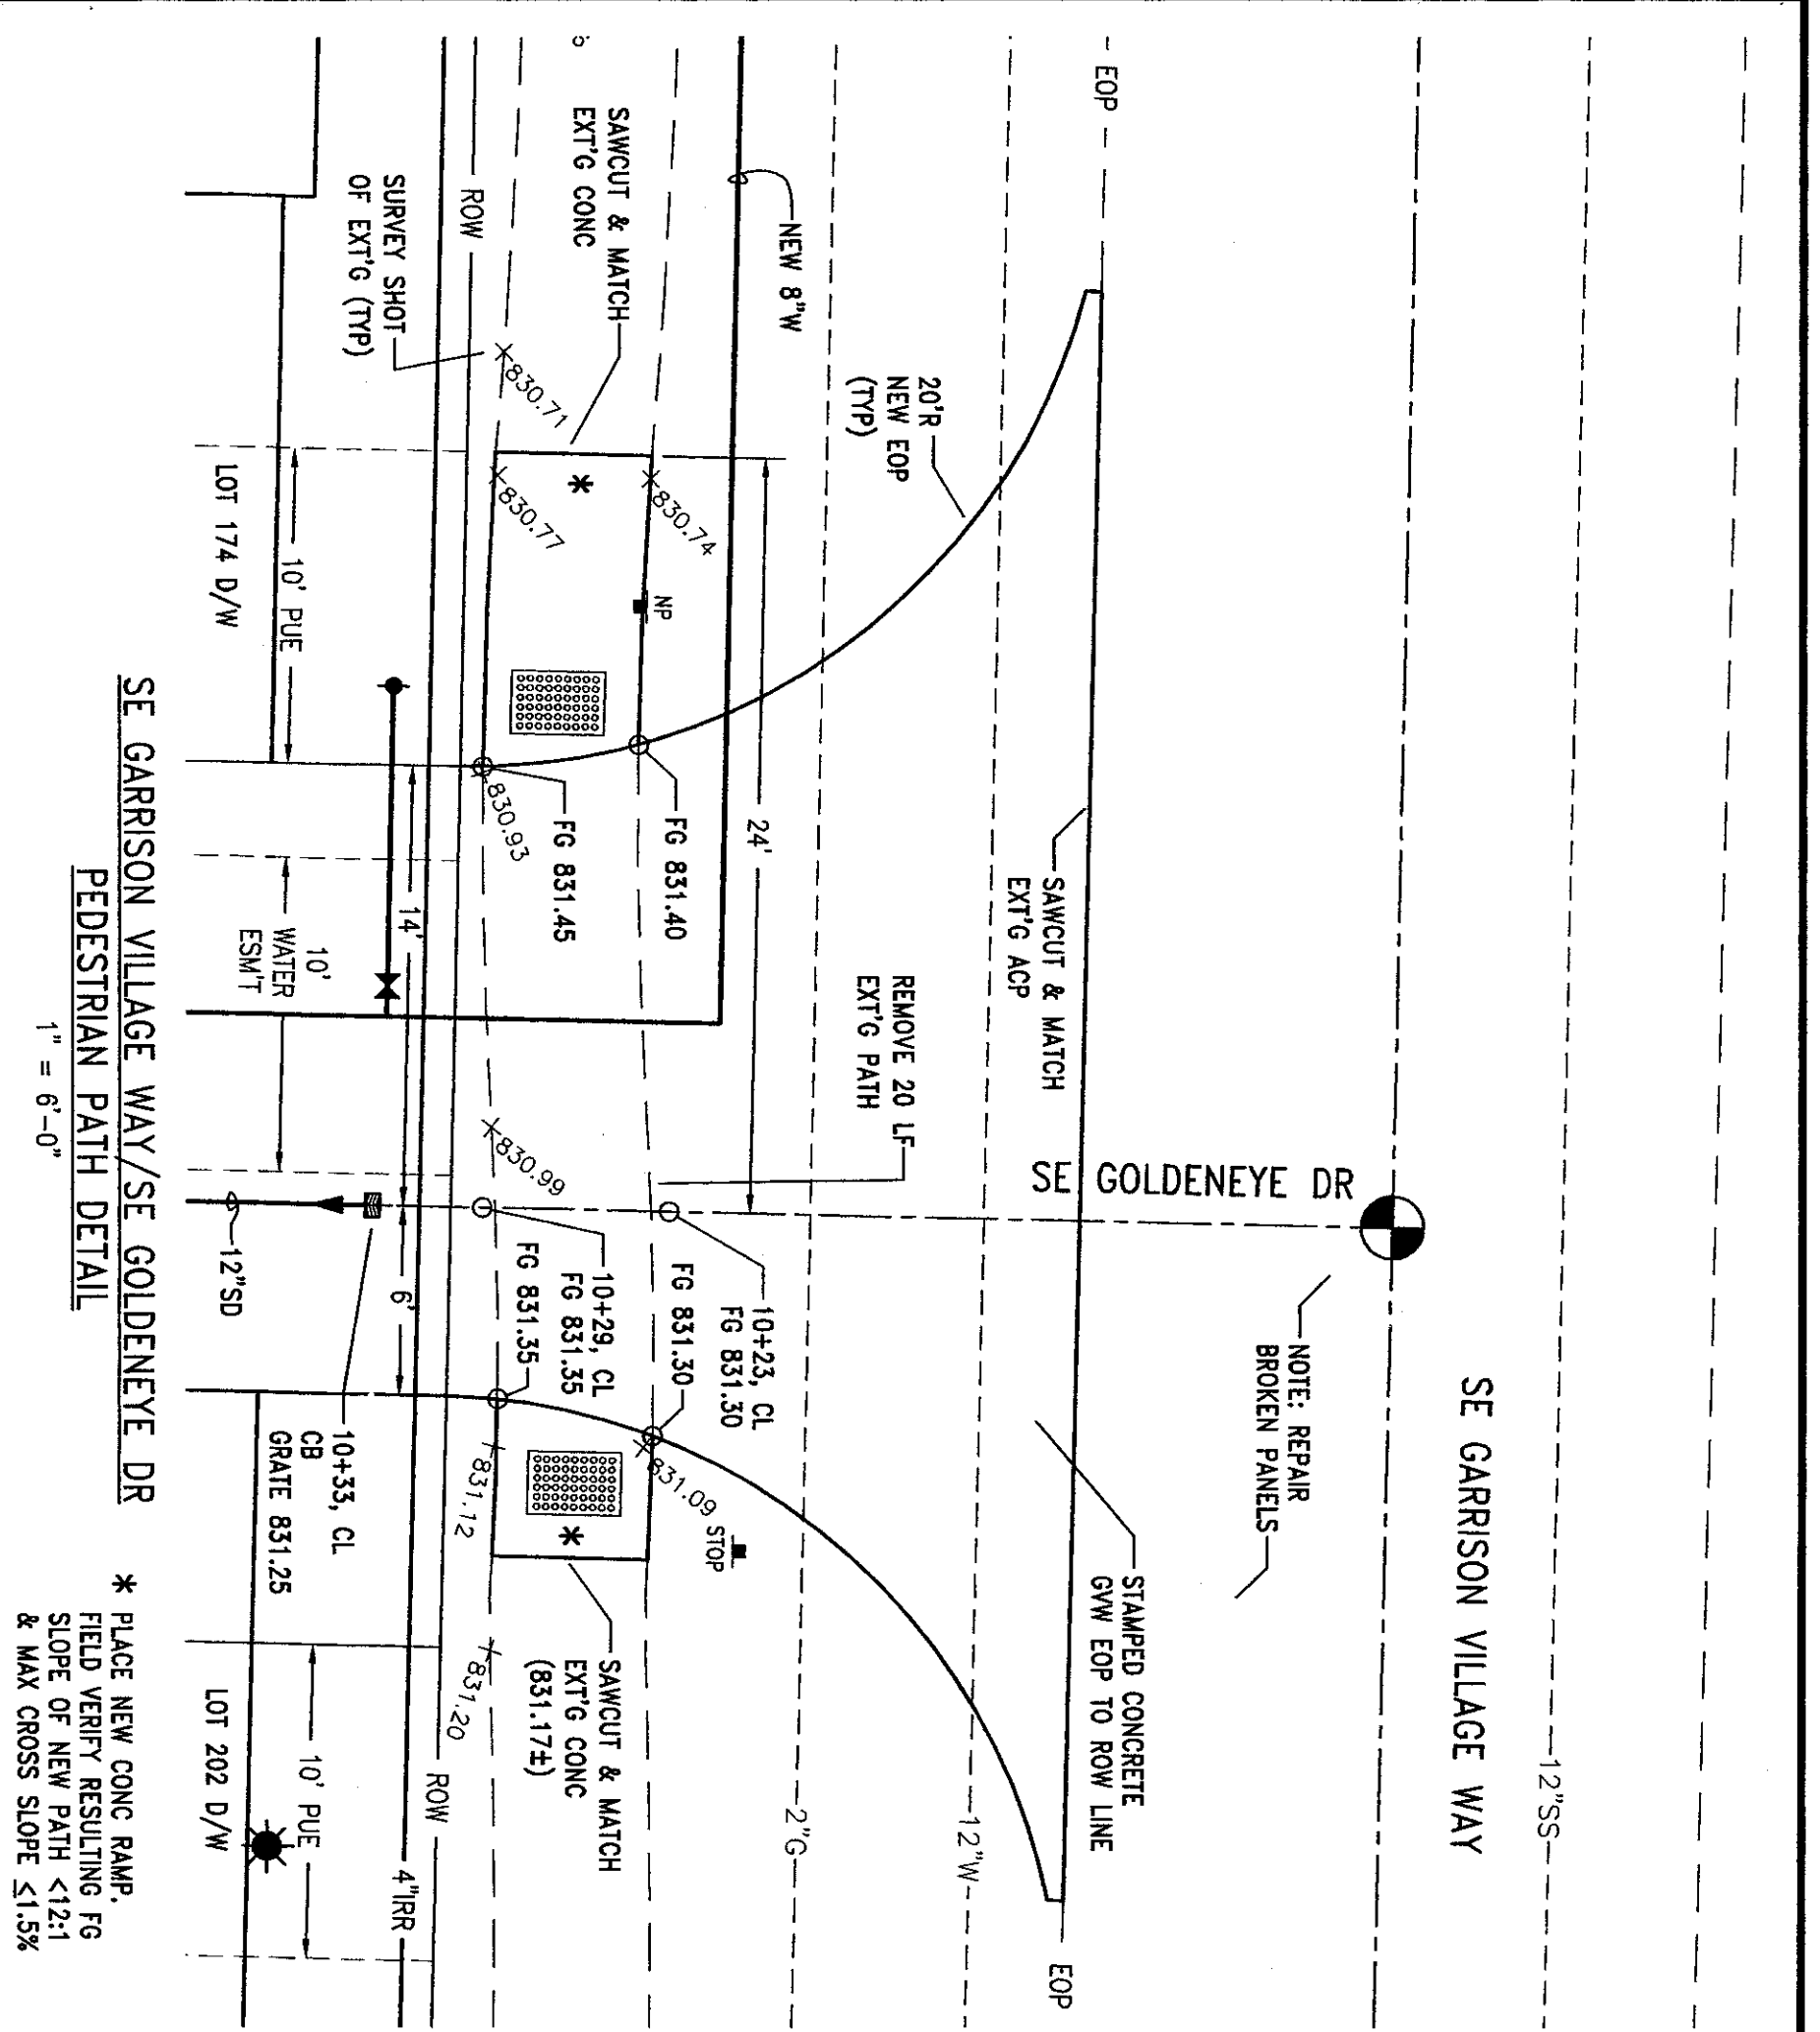 SE GARRISON VILLAGE WAY
12"SS
NOTE: REPAIR
BROKEN PANELS
SE GOLDENEYE DR
EOP
EOP
STAMPED CONCRETE
GVW EOP TO ROW LINE
SAWCUT & MATCH
EXT'G ACP
12"W
2"G
20'R
NEW EOP
(TYP)
REMOVE 20 LF
EXT'G PATH
NEW 8"W
24'
10+23, CL
FG 831.30
STOP
FG 831.30
831.09
FG 831.40
NP
830.74
SAWCUT & MATCH
EXT'G CONC
SAWCUT & MATCH
EXT'G CONC
(831.17±)
10+29, CL
FG 831.35
FG 831.35
FG 831.45
830.71
830.77
830.93
830.99
831.12
831.20
ROW
ROW
SURVEY SHOT
OF EXT'G (TYP)
14'
6'
4"IRR
10+33, CL
CB
GRATE 831.25
10' PUE
10'
WATER
ESM'T
10' PUE
12"SD
LOT 174 D/W
LOT 202 D/W
SE GARRISON VILLAGE WAY/SE GOLDENEYE DR
PEDESTRIAN PATH DETAIL
1" = 6'-0"
* PLACE NEW CONC RAMP.
FIELD VERIFY RESULTING FG
SLOPE OF NEW PATH <12:1
& MAX CROSS SLOPE ≤1.5%